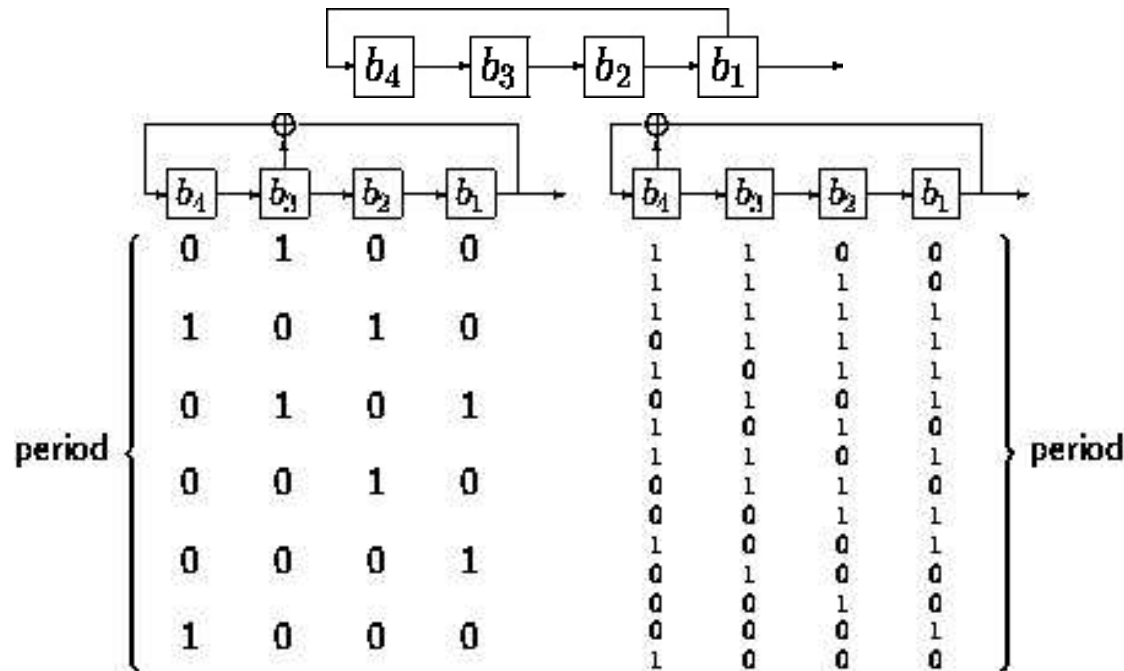 b4 b3 b2 b1
⊕
b4 b3 b2 b1
0 1 0 0
1 0 1 0
0 1 0 1
period
0 0 1 0
0 0 0 1
1 0 0 0
⊕
b4 b3 b2 b1
1 1 0 0
1 1 1 0
1 1 1 1
0 1 1 1
1 0 1 1
0 1 0 1
1 0 1 0
1 1 0 1
period
0 1 1 0
0 0 1 1
1 0 0 1
0 1 0 0
0 0 1 0
0 0 0 1
1 0 0 0